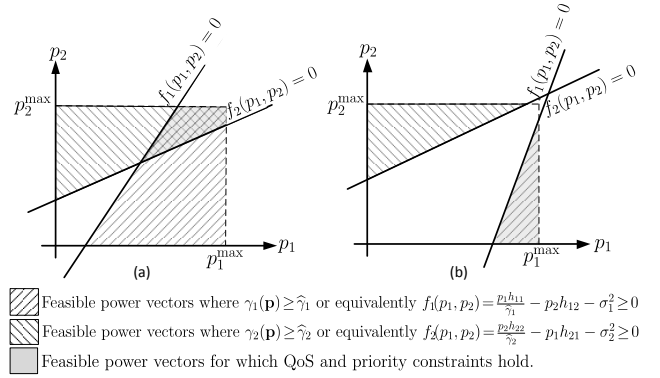 p₂
f₁(p₁, p₂) = 0
f₂(p₁, p₂) = 0
p₂ᵐᵃˣ
p₁ᵐᵃˣ
p₁
(a)
p₂
f₁(p₁, p₂) = 0
f₂(p₁, p₂) = 0
p₂ᵐᵃˣ
p₁ᵐᵃˣ
p₁
(b)
Feasible power vectors where γ₁(𝐩) ≥ γ̂₁ or equivalently f₁(p₁, p₂) = p₁h₁₁/γ̂₁ − p₂h₁₂ − σ₁² ≥ 0
Feasible power vectors where γ₂(𝐩) ≥ γ̂₂ or equivalently f₂(p₁, p₂) = p₂h₂₂/γ̂₂ − p₁h₂₁ − σ₂² ≥ 0
Feasible power vectors for which QoS and priority constraints hold.